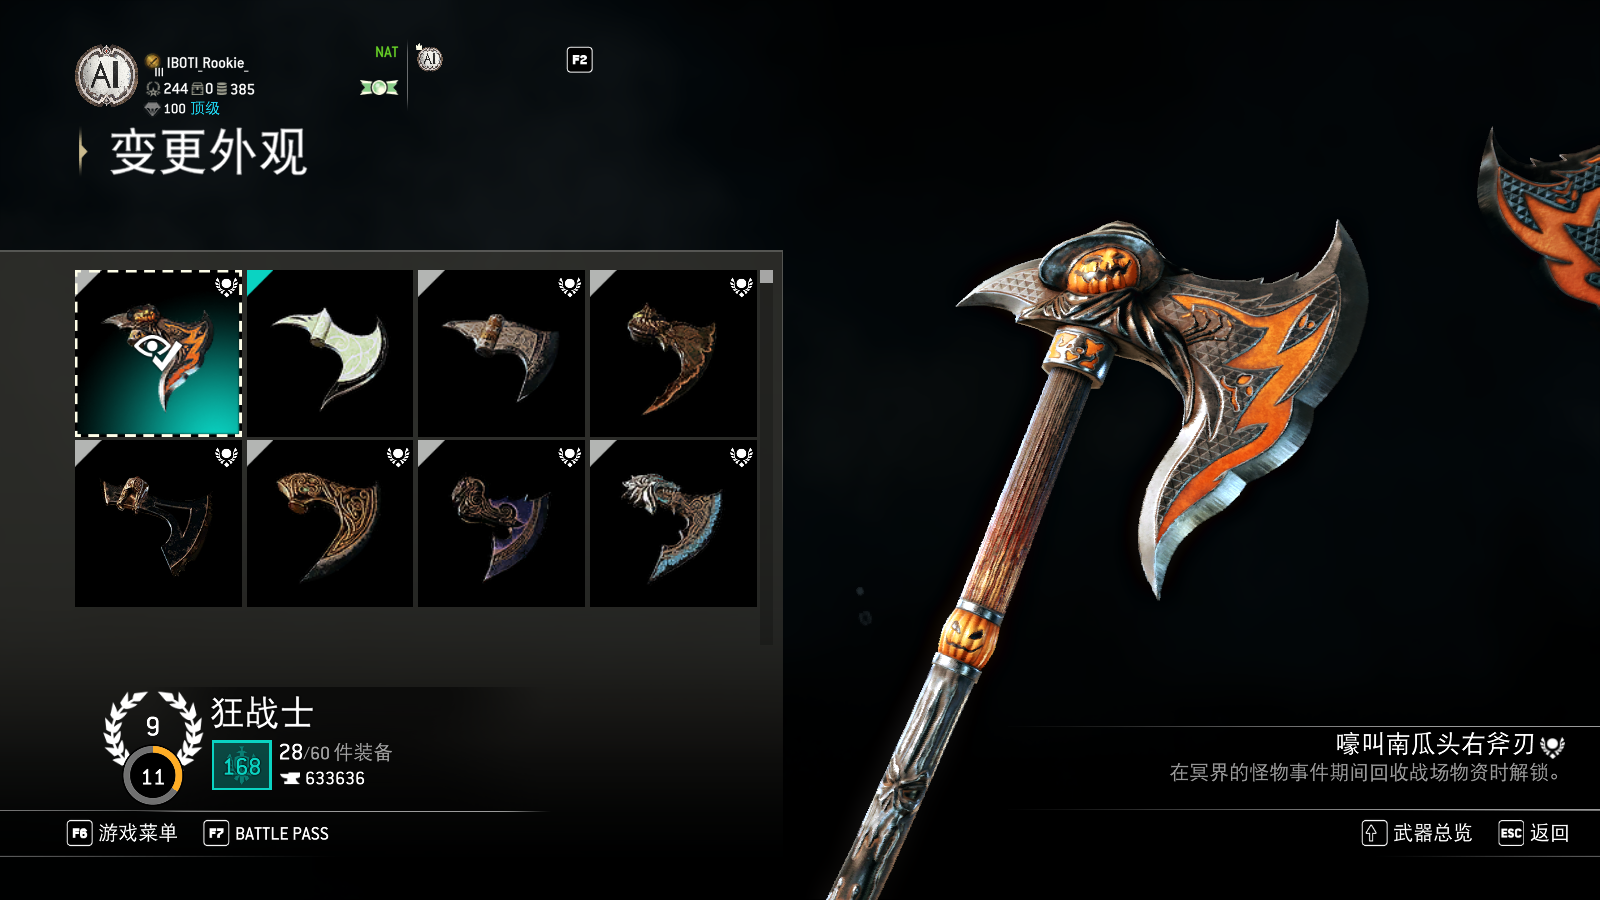 AI
IBOTI_Rookie_
III
244 0 385
100 顶级
NAT
AI
F2
变更外观
9
11
狂战士
168
28/60 件装备
633636
嚎叫南瓜头右斧刃
在冥界的怪物事件期间回收战场物资时解锁。
F6 游戏菜单 F7 BATTLE PASS
武器总览 ESC 返回